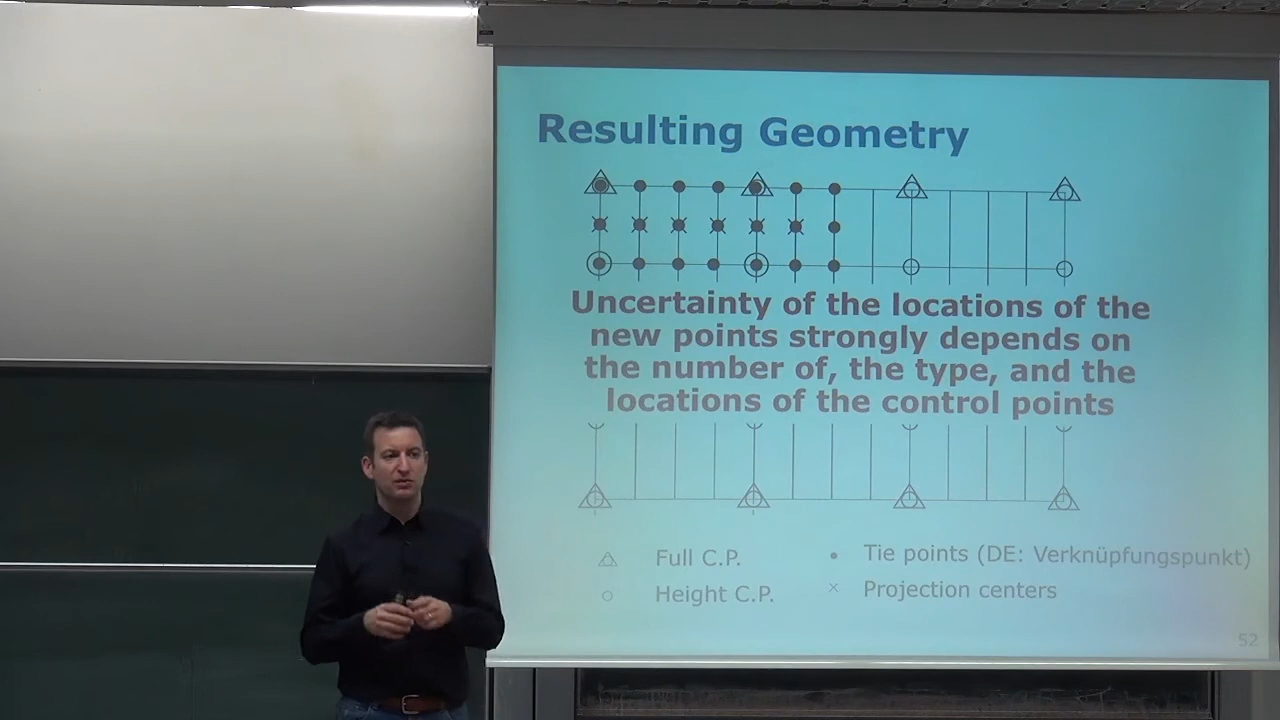 Resulting Geometry
Uncertainty of the locations of the
new points strongly depends on
the number of, the type, and the
locations of the control points
Full C.P.
Height C.P.
Tie points (DE: Verknüpfungspunkt)
Projection centers
52